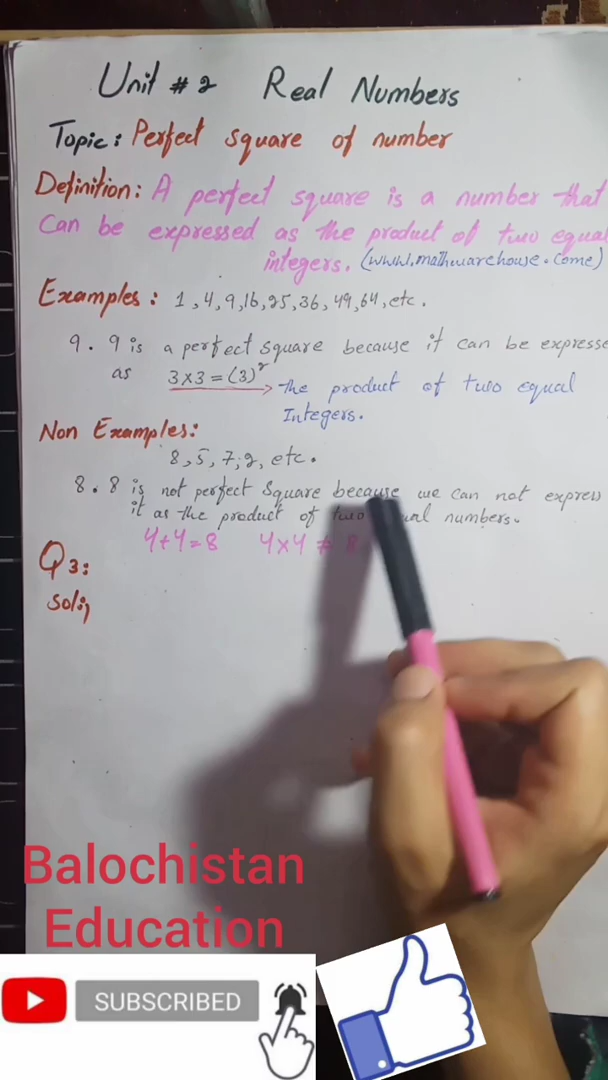 Unit # 2 Real Numbers
Topic: Perfect square of number
Definition: A perfect square is a number that
Can be expressed as the product of two equal
integers. (www.mathwarehouse.come)
Examples: 1, 4, 9, 16, 25, 36, 49, 64, etc.
9. 9 is a perfect square because it can be expresse
as 3×3=(3)² the product of two equal
Integers.
Non Examples:
8, 5, 7, 2, etc.
8. 8 is not perfect Square because we can not express
it as the product of two equal numbers.
4+4=8 4×4 ≠ 8
Q3:
Sol:
Balochistan
Education
SUBSCRIBED